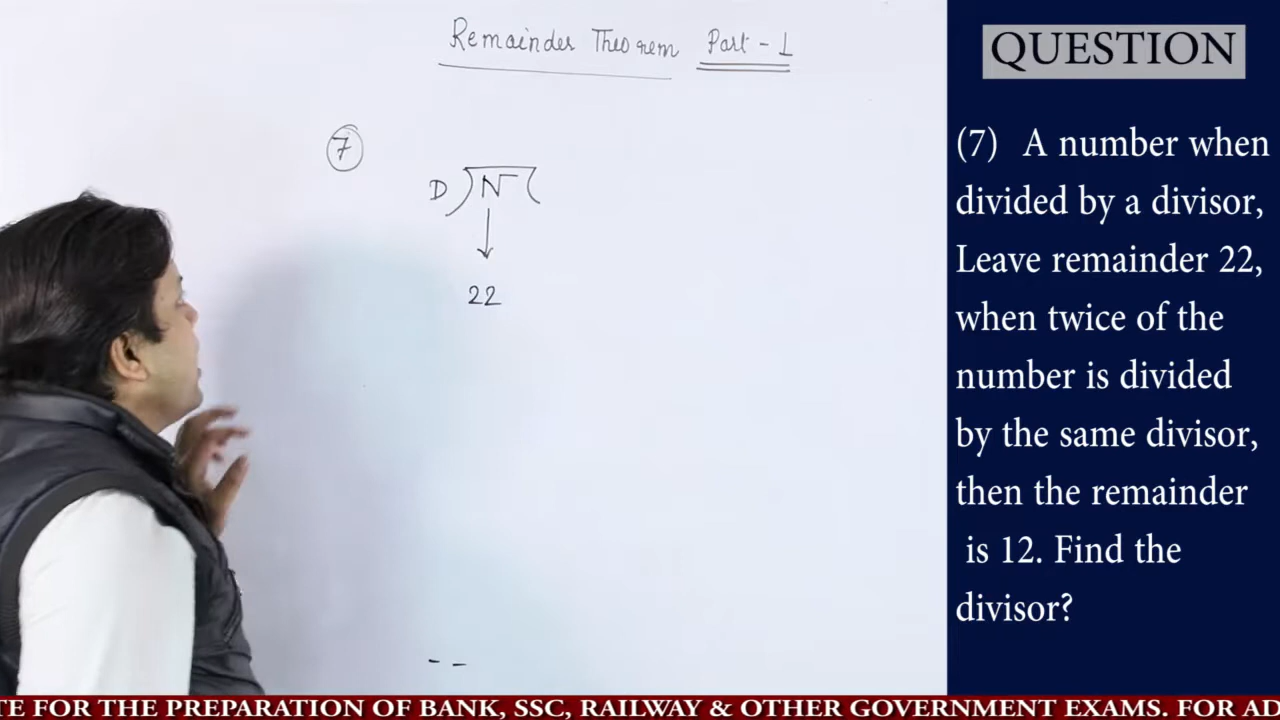 Remainder Theorem Part - 1
7
D ) N (
22
QUESTION
(7) A number when
divided by a divisor,
Leave remainder 22,
when twice of the
number is divided
by the same divisor,
then the remainder
is 12. Find the
divisor?
TE FOR THE PREPARATION OF BANK, SSC, RAILWAY & OTHER GOVERNMENT EXAMS. FOR AD